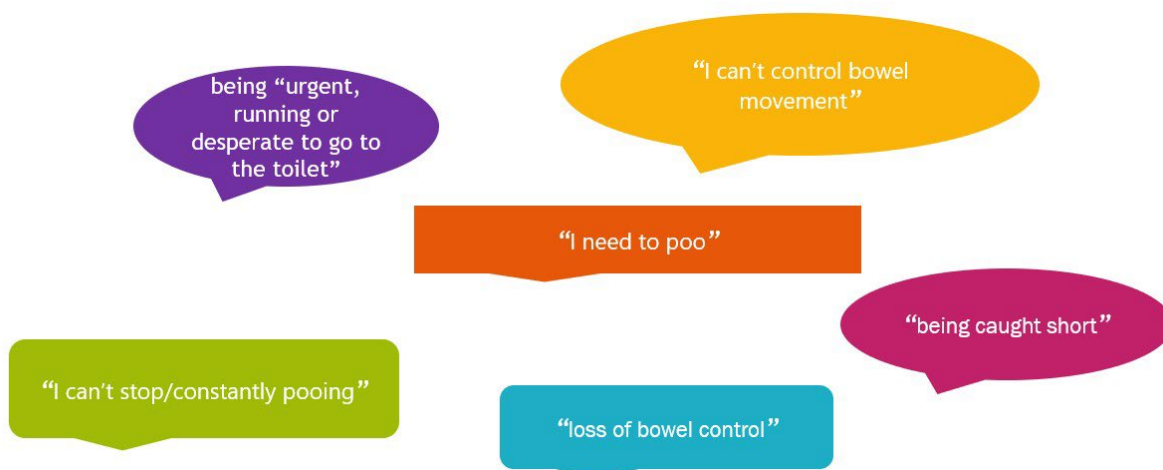 being “urgent,
running or
desperate to go to
the toilet”
“I can’t control bowel
movement”
“I need to poo”
“being caught short”
“I can’t stop/constantly pooing”
“loss of bowel control”